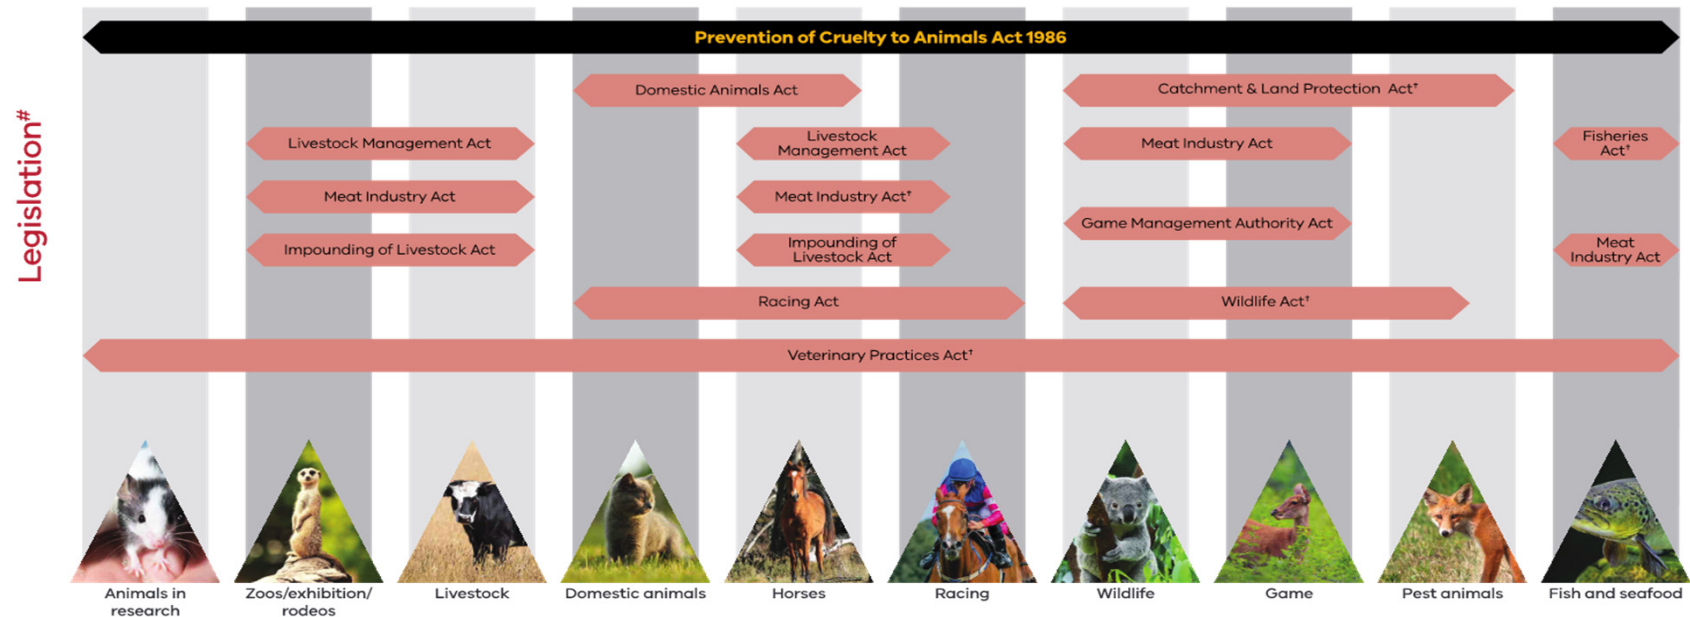 Prevention of Cruelty to Animals Act 1986
Legislation#
Domestic Animals Act
Catchment & Land Protection Act†
Livestock Management Act
Livestock
Management Act
Meat Industry Act
Fisheries
Act†
Meat Industry Act
Meat Industry Act†
Game Management Authority Act
Impounding of Livestock Act
Impounding of
Livestock Act
Meat
Industry Act
Racing Act
Wildlife Act†
Veterinary Practices Act†
Animals in
research
Zoos/exhibition/
rodeos
Livestock
Domestic animals
Horses
Racing
Wildlife
Game
Pest animals
Fish and seafood